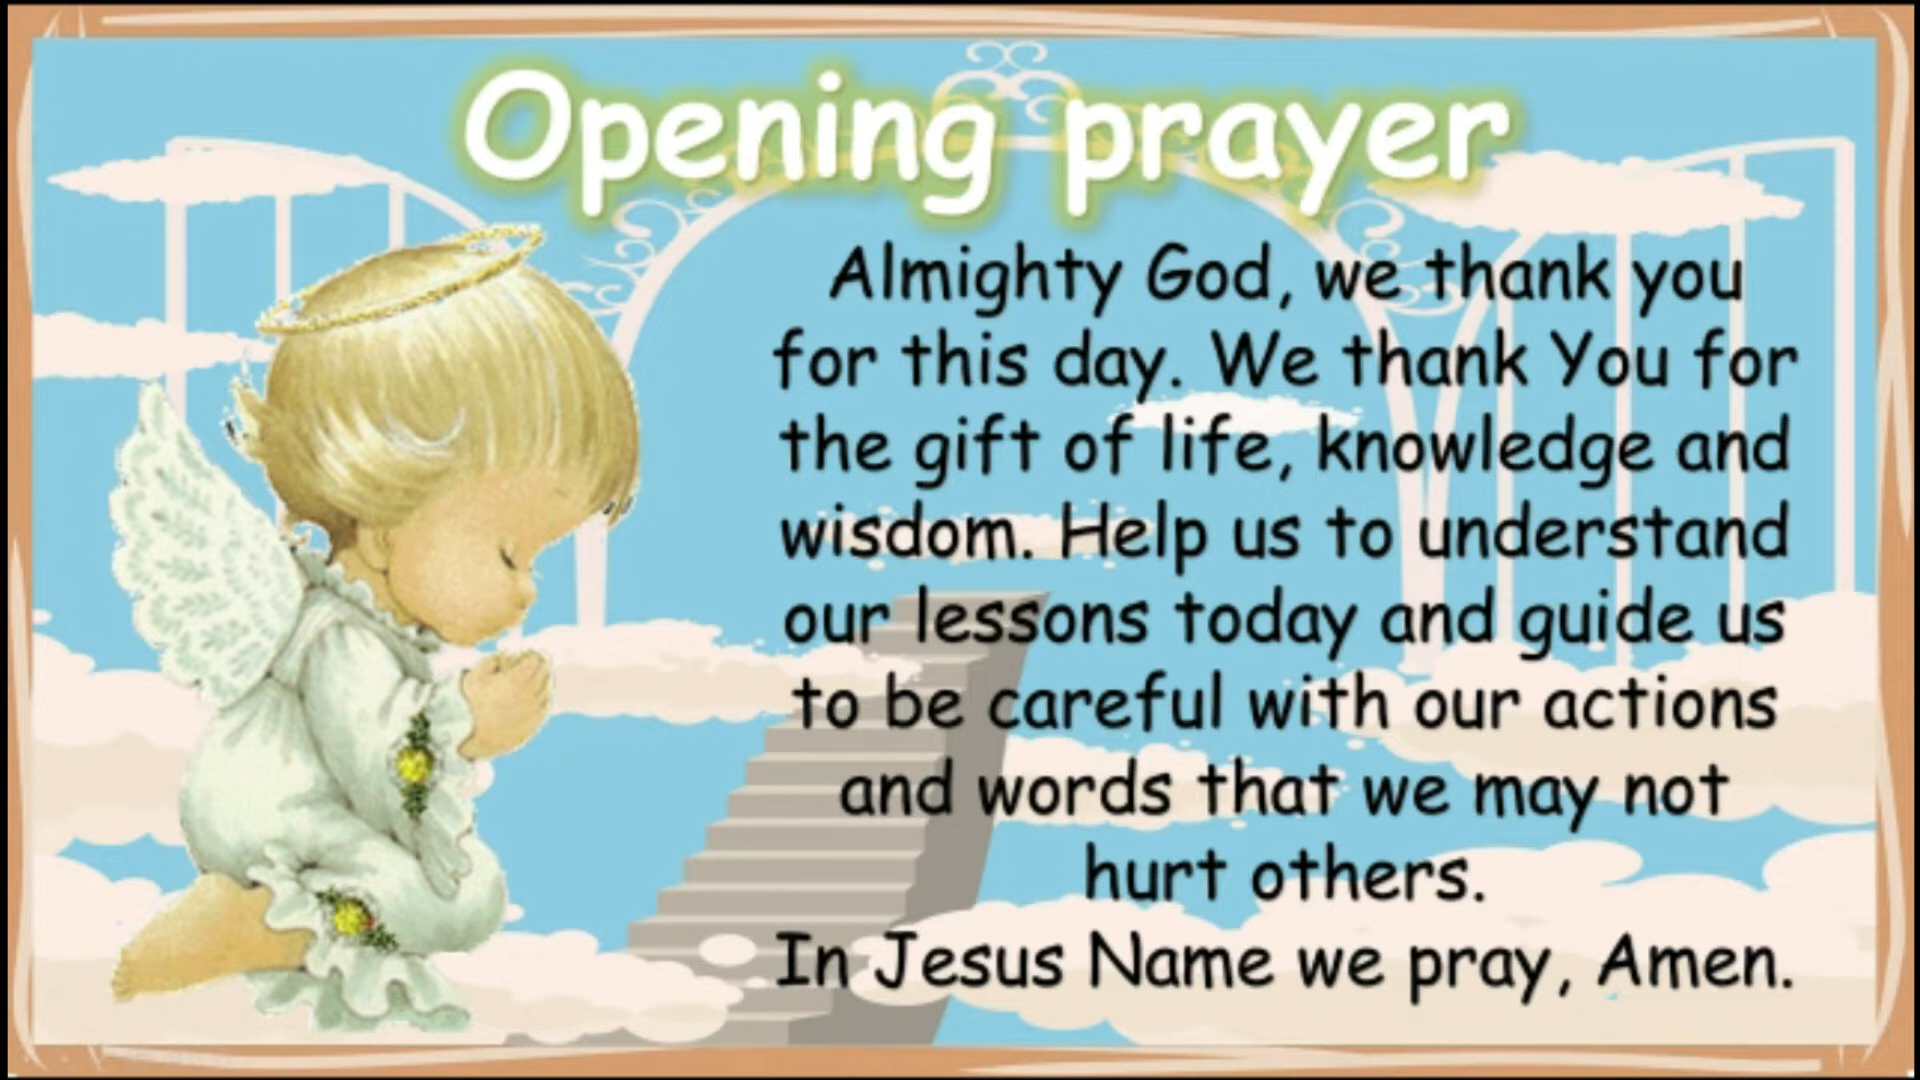 Opening prayer
Almighty God, we thank you
for this day. We thank You for
the gift of life, knowledge and
wisdom. Help us to understand
our lessons today and guide us
to be careful with our actions
and words that we may not
hurt others.
In Jesus Name we pray, Amen.